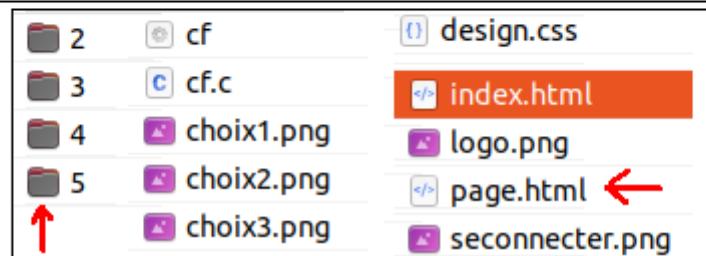 2
3
4
5
cf
cf.c
choix1.png
choix2.png
choix3.png
design.css
index.html
logo.png
page.html
seconnecter.png